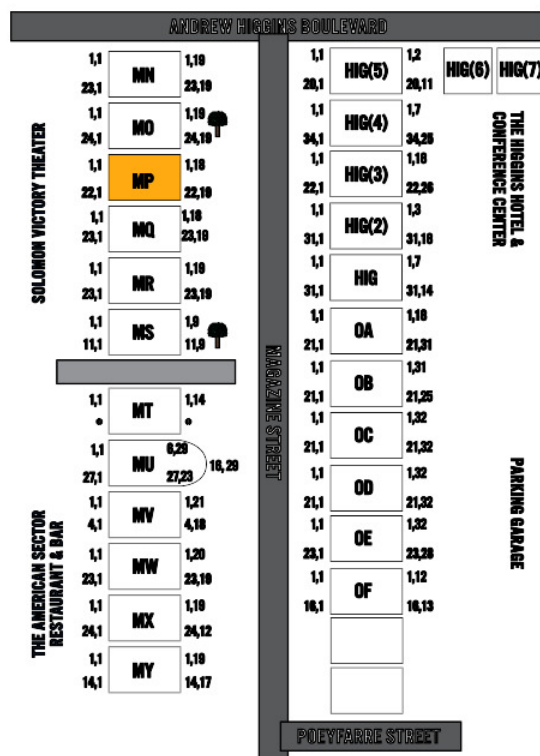 ANDREW HIGGINS BOULEVARD
1,1 MN 1,19
23,1 23,19
1,1 MO 1,19
24,1 24,19
1,1 MP 1,18
22,1 22,19
1,1 MQ 1,18
23,1 23,19
1,1 MR 1,19
23,1 23,19
1,1 MS 1,9
11,1 11,9
1,1 MT 1,14
1,1 MU 6,29
27,1 27,23 16,29
1,1 MV 1,21
4,1 4,18
1,1 MW 1,20
23,1 23,19
1,1 MX 1,19
24,1 24,12
1,1 MY 1,19
14,1 14,17
SOLOMON VICTORY THEATER
THE AMERICAN SECTOR
RESTAURANT & BAR
MAGAZINE STREET
1,1 HIG(5) 1,2 HIG(6) HIG(7)
20,1 20,11
1,1 HIG(4) 1,7
34,1 34,25
1,1 HIG(3) 1,16
22,1 22,26
1,1 HIG(2) 1,3
31,1 31,16
1,1 HIG 1,7
31,1 31,14
1,1 OA 1,18
21,1 21,31
1,1 OB 1,31
21,1 21,25
1,1 OC 1,32
21,1 21,32
1,1 OD 1,32
21,1 21,32
1,1 OE 1,32
23,1 23,28
1,1 OF 1,12
16,1 16,13
THE HIGGINS HOTEL &
CONFERENCE CENTER
PARKING GARAGE
POEYFARRE STREET